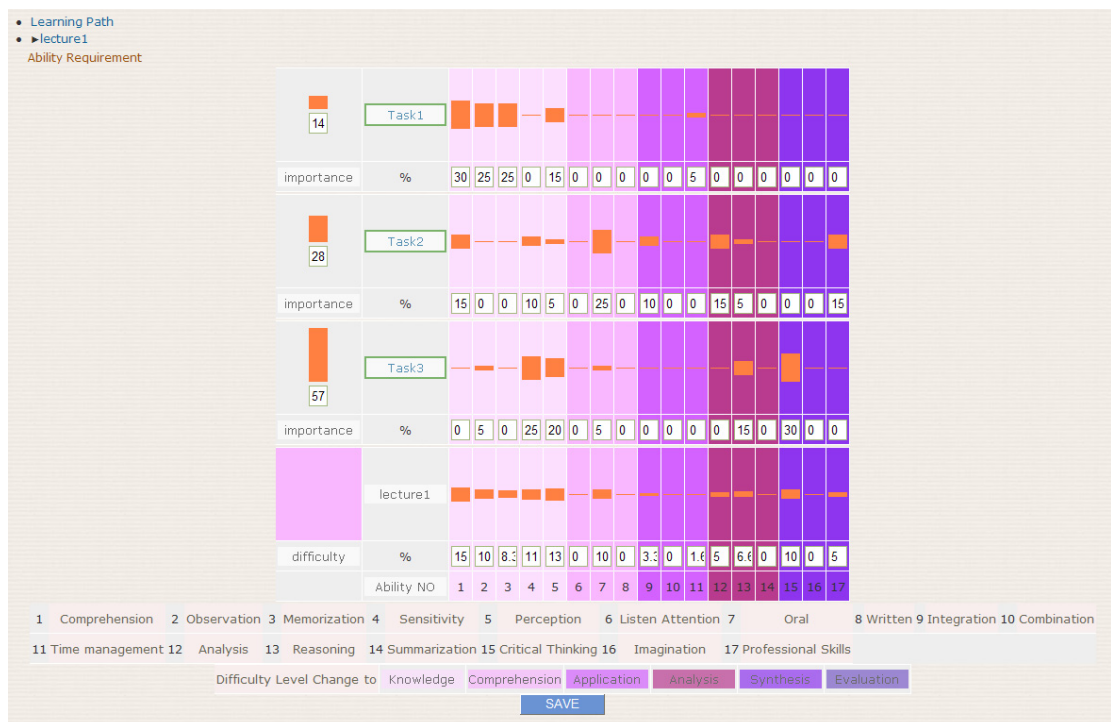 • Learning Path
• ►lecture1
Ability Requirement
14 Task1
importance % 30 25 25 0 15 0 0 0 0 0 5 0 0 0 0 0 0
28 Task2
importance % 15 0 0 10 5 0 25 0 10 0 0 15 5 0 0 0 15
57 Task3
importance % 0 5 0 25 20 0 5 0 0 0 0 0 15 0 30 0 0
lecture1
difficulty % 15 10 8.3 11 13 0 10 0 3.3 0 1.6 5 6.6 0 10 0 5
Ability NO 1 2 3 4 5 6 7 8 9 10 11 12 13 14 15 16 17
1 Comprehension 2 Observation 3 Memorization 4 Sensitivity 5 Perception 6 Listen Attention 7 Oral 8 Written 9 Integration 10 Combination
11 Time management 12 Analysis 13 Reasoning 14 Summarization 15 Critical Thinking 16 Imagination 17 Professional Skills
Difficulty Level Change to Knowledge Comprehension Application Analysis Synthesis Evaluation
SAVE